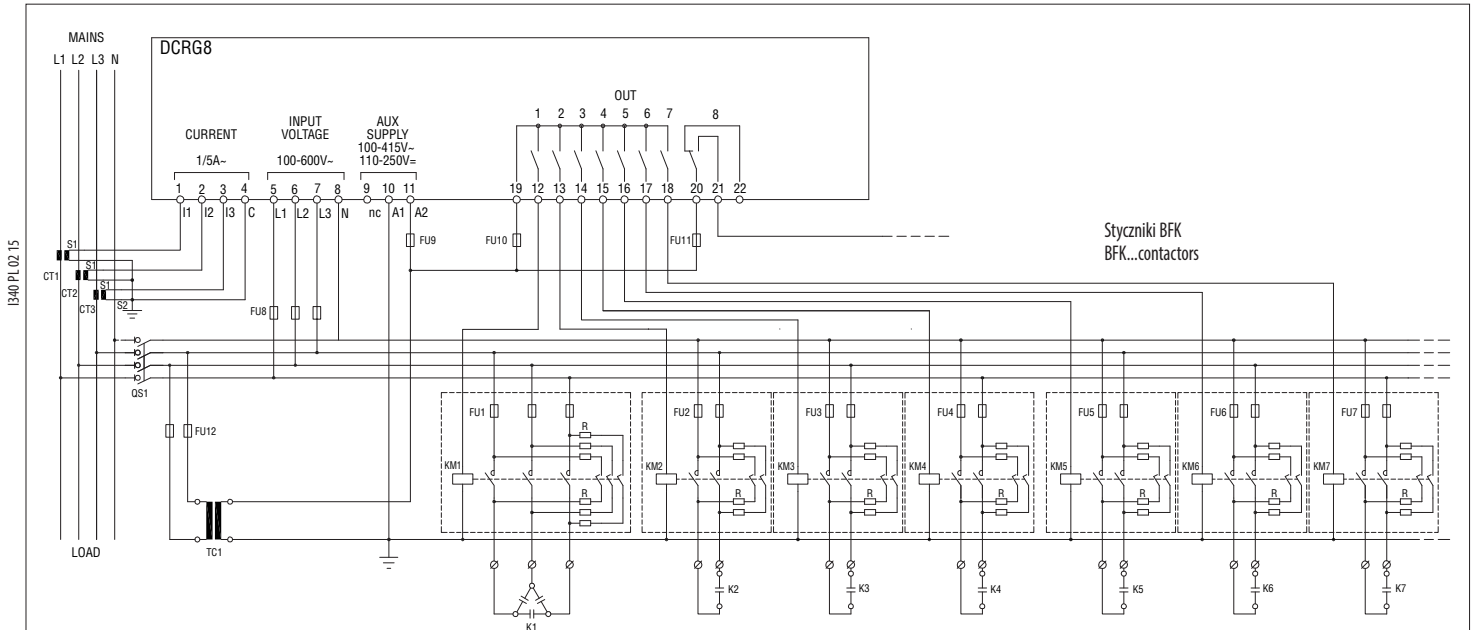 MAINS
L1 L2 L3 N
DCRG8
OUT
1 2 3 4 5 6 7 8
CURRENT
1/5A~
INPUT
VOLTAGE
100-600V~
AUX
SUPPLY
100-415V~
110-250V=
1 2 3 4 5 6 7 8 9 10 11 19 12 13 14 15 16 17 18 20 21 22
I1 I2 I3 C L1 L2 L3 N nc A1 A2
FU9 FU10 FU11
Styczniki BFK
BFK...contactors
I340 PL 02 15
S1
CT1
S1
CT2
S1
CT3
S2
FU8
QS1
FU12
FU1 FU2 FU3 FU4 FU5 FU6 FU7
R
KM1 KM2 KM3 KM4 KM5 KM6 KM7
R R R R R R
LOAD
TC1
K1 K2 K3 K4 K5 K6 K7